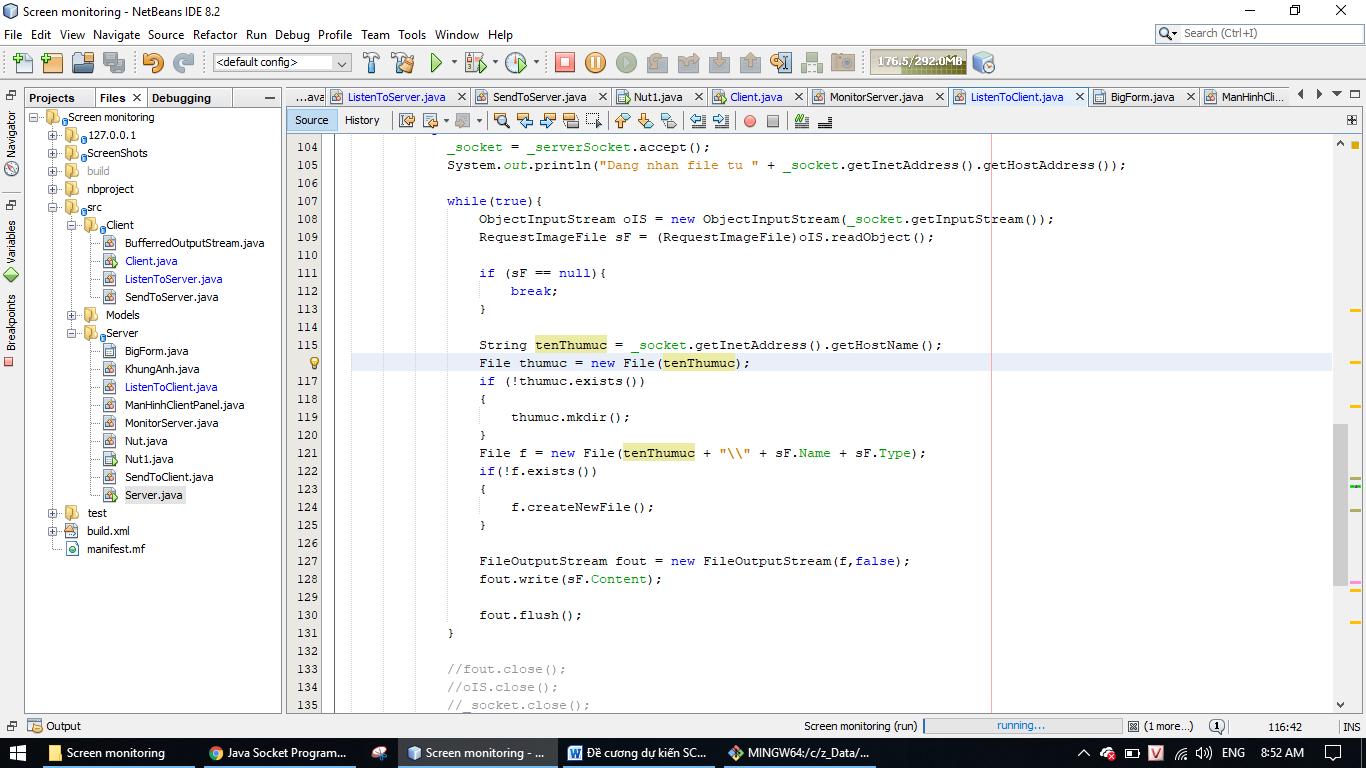 Screen monitoring - NetBeans IDE 8.2
File Edit View Navigate Source Refactor Run Debug Profile Team Tools Window Help
Search (Ctrl+I)
<default config>
176.5/292.0MB
Projects Files Debugging
...ava ListenToServer.java SendToServer.java Nut1.java Client.java MonitorServer.java ListenToClient.java BigForm.java ManHinhCli...
Source History
Navigator
Variables
Breakpoints
Screen monitoring
127.0.0.1
ScreenShots
build
nbproject
src
Client
BufferredOutputStream.java
Client.java
ListenToServer.java
SendToServer.java
Models
Server
BigForm.java
KhungAnh.java
ListenToClient.java
ManHinhClientPanel.java
MonitorServer.java
Nut.java
Nut1.java
SendToClient.java
Server.java
test
build.xml
manifest.mf
104 _socket = _serverSocket.accept();
105 System.out.println("Dang nhan file tu " + _socket.getInetAddress().getHostAddress());
106
107 while(true){
108 ObjectInputStream oIS = new ObjectInputStream(_socket.getInputStream());
109 RequestImageFile sF = (RequestImageFile)oIS.readObject();
110
111 if (sF == null){
112 break;
113 }
114
115 String tenThumuc = _socket.getInetAddress().getHostName();
File thumuc = new File(tenThumuc);
117 if (!thumuc.exists())
118 {
119 thumuc.mkdir();
120 }
121 File f = new File(tenThumuc + "\\" + sF.Name + sF.Type);
122 if(!f.exists())
123 {
124 f.createNewFile();
125 }
126
127 FileOutputStream fout = new FileOutputStream(f,false);
128 fout.write(sF.Content);
129
130 fout.flush();
131 }
132
133 //fout.close();
134 //oIS.close();
135 //_socket.close();
Output
Screen monitoring (run) running... (1 more...) 1 116:42 INS
Screen monitoring Java Socket Program... Screen monitoring - ... Đề cương dự kiến SC... MINGW64:/c/z_Data/... V ENG 8:52 AM